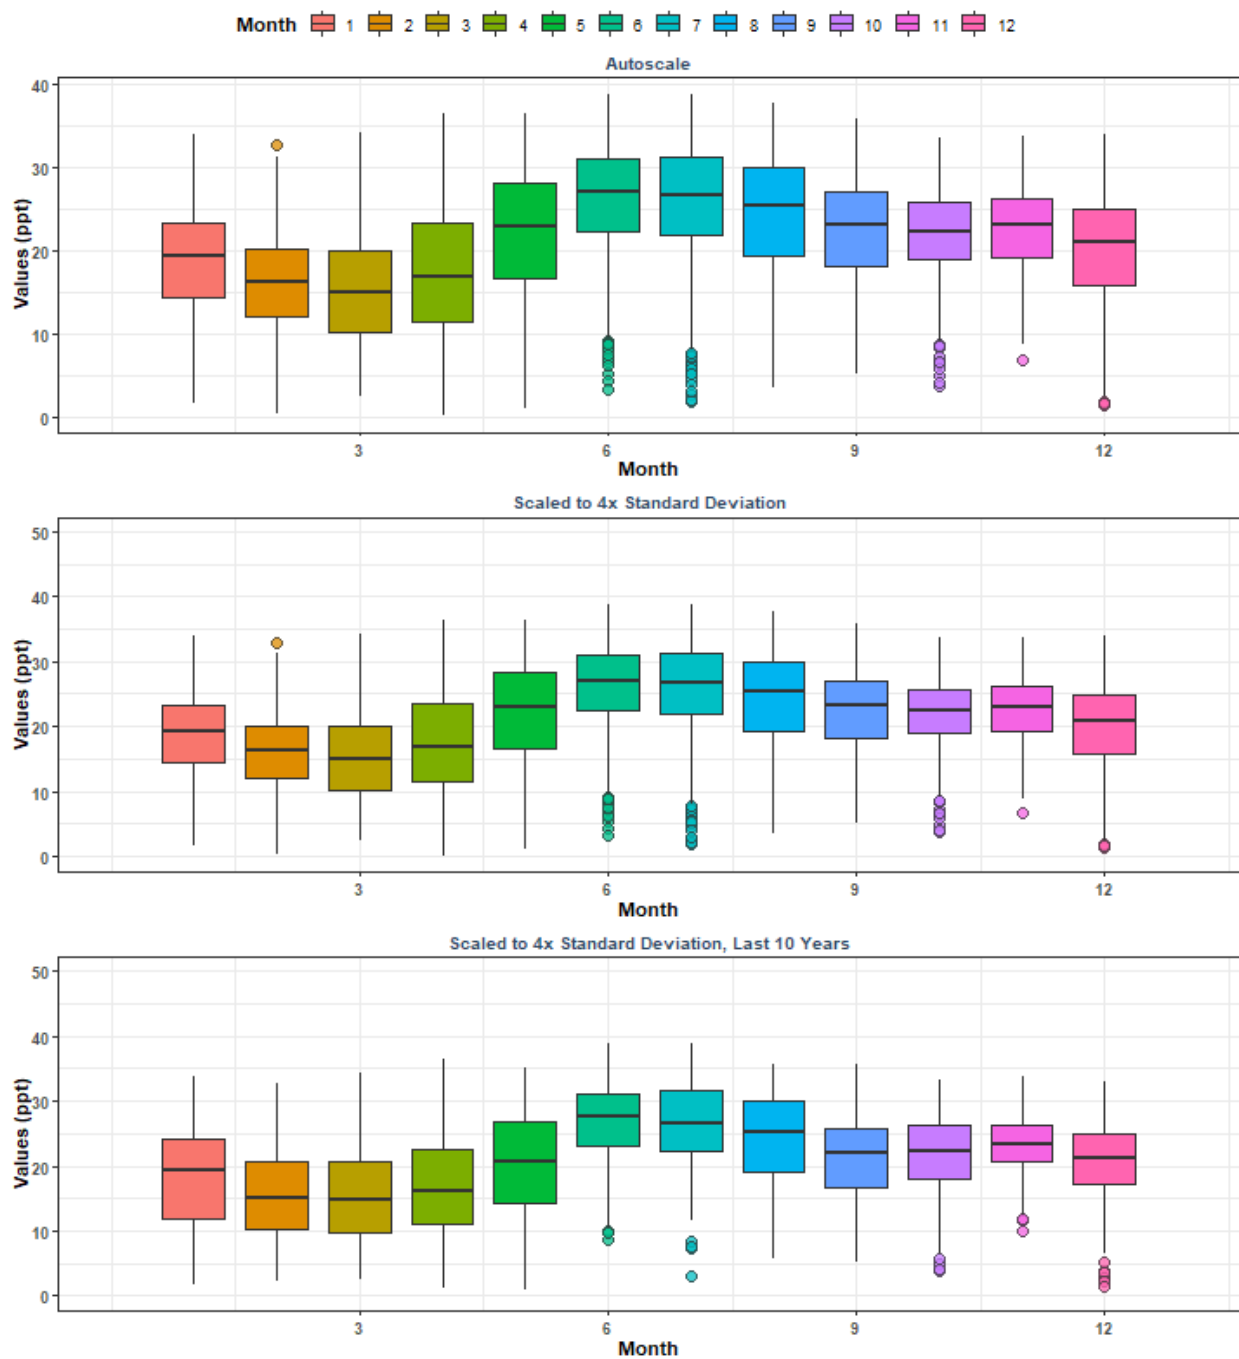 Month 1 2 3 4 5 6 7 8 9 10 11 12
Autoscale
Values (ppt)
40
30
20
10
0
3 6 9 12
Month
Scaled to 4x Standard Deviation
Values (ppt)
50
40
30
20
10
0
3 6 9 12
Month
Scaled to 4x Standard Deviation, Last 10 Years
Values (ppt)
50
40
30
20
10
0
3 6 9 12
Month